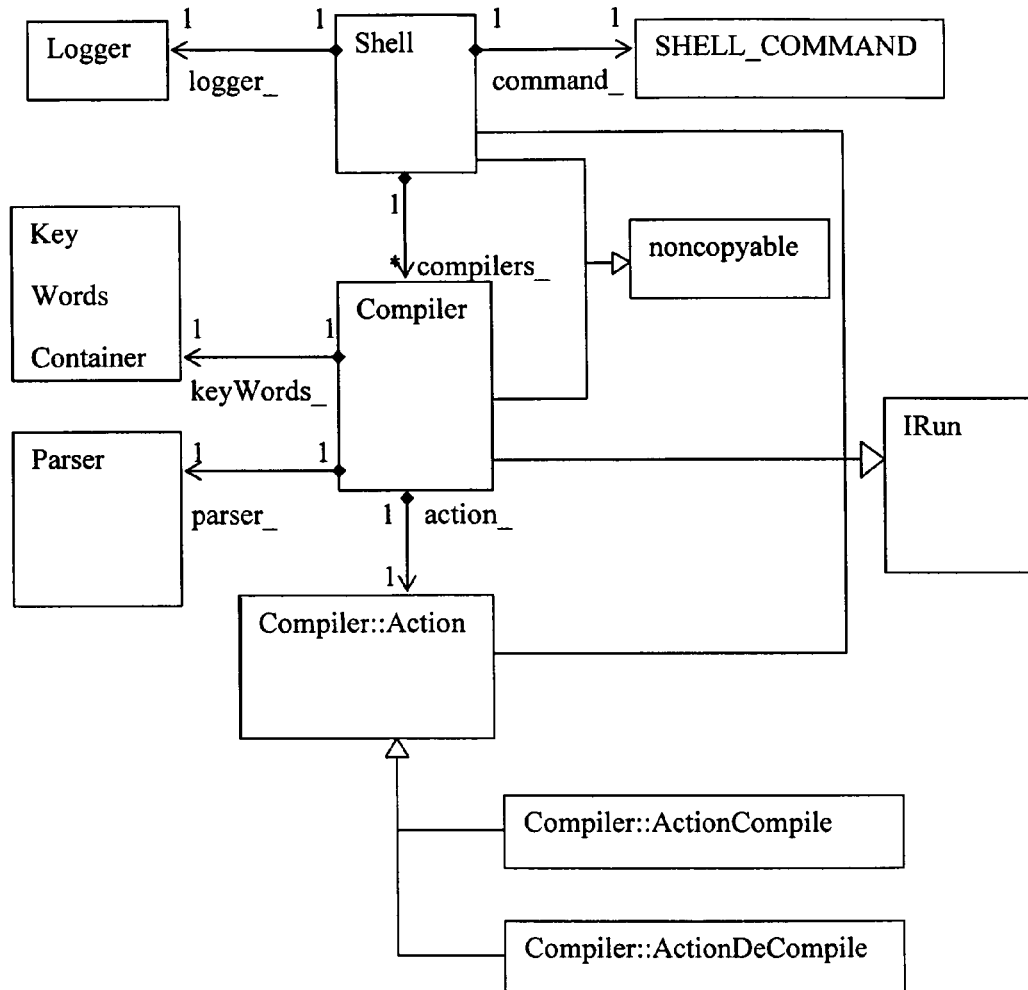 1 1 1 1
Logger Shell SHELL_COMMAND
logger_ command_
1
Key
noncopyable
* compilers_
Words
Compiler
1 1
Container
keyWords_
IRun
1 1
Parser
parser_ 1 action_
1
Compiler::Action
Compiler::ActionCompile
Compiler::ActionDeCompile